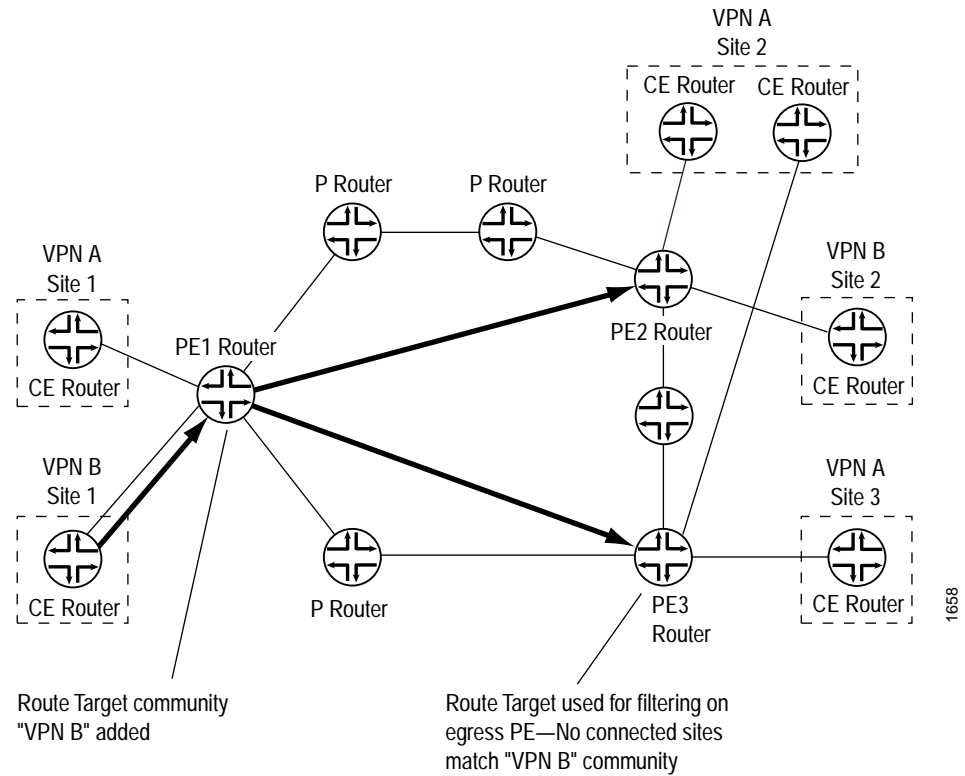 VPN A
Site 2
CE Router
CE Router
P Router
P Router
VPN A
Site 1
CE Router
PE1 Router
PE2 Router
VPN B
Site 2
CE Router
VPN B
Site 1
CE Router
P Router
PE3
Router
VPN A
Site 3
CE Router
1658
Route Target community
"VPN B" added
Route Target used for filtering on
egress PE—No connected sites
match "VPN B" community